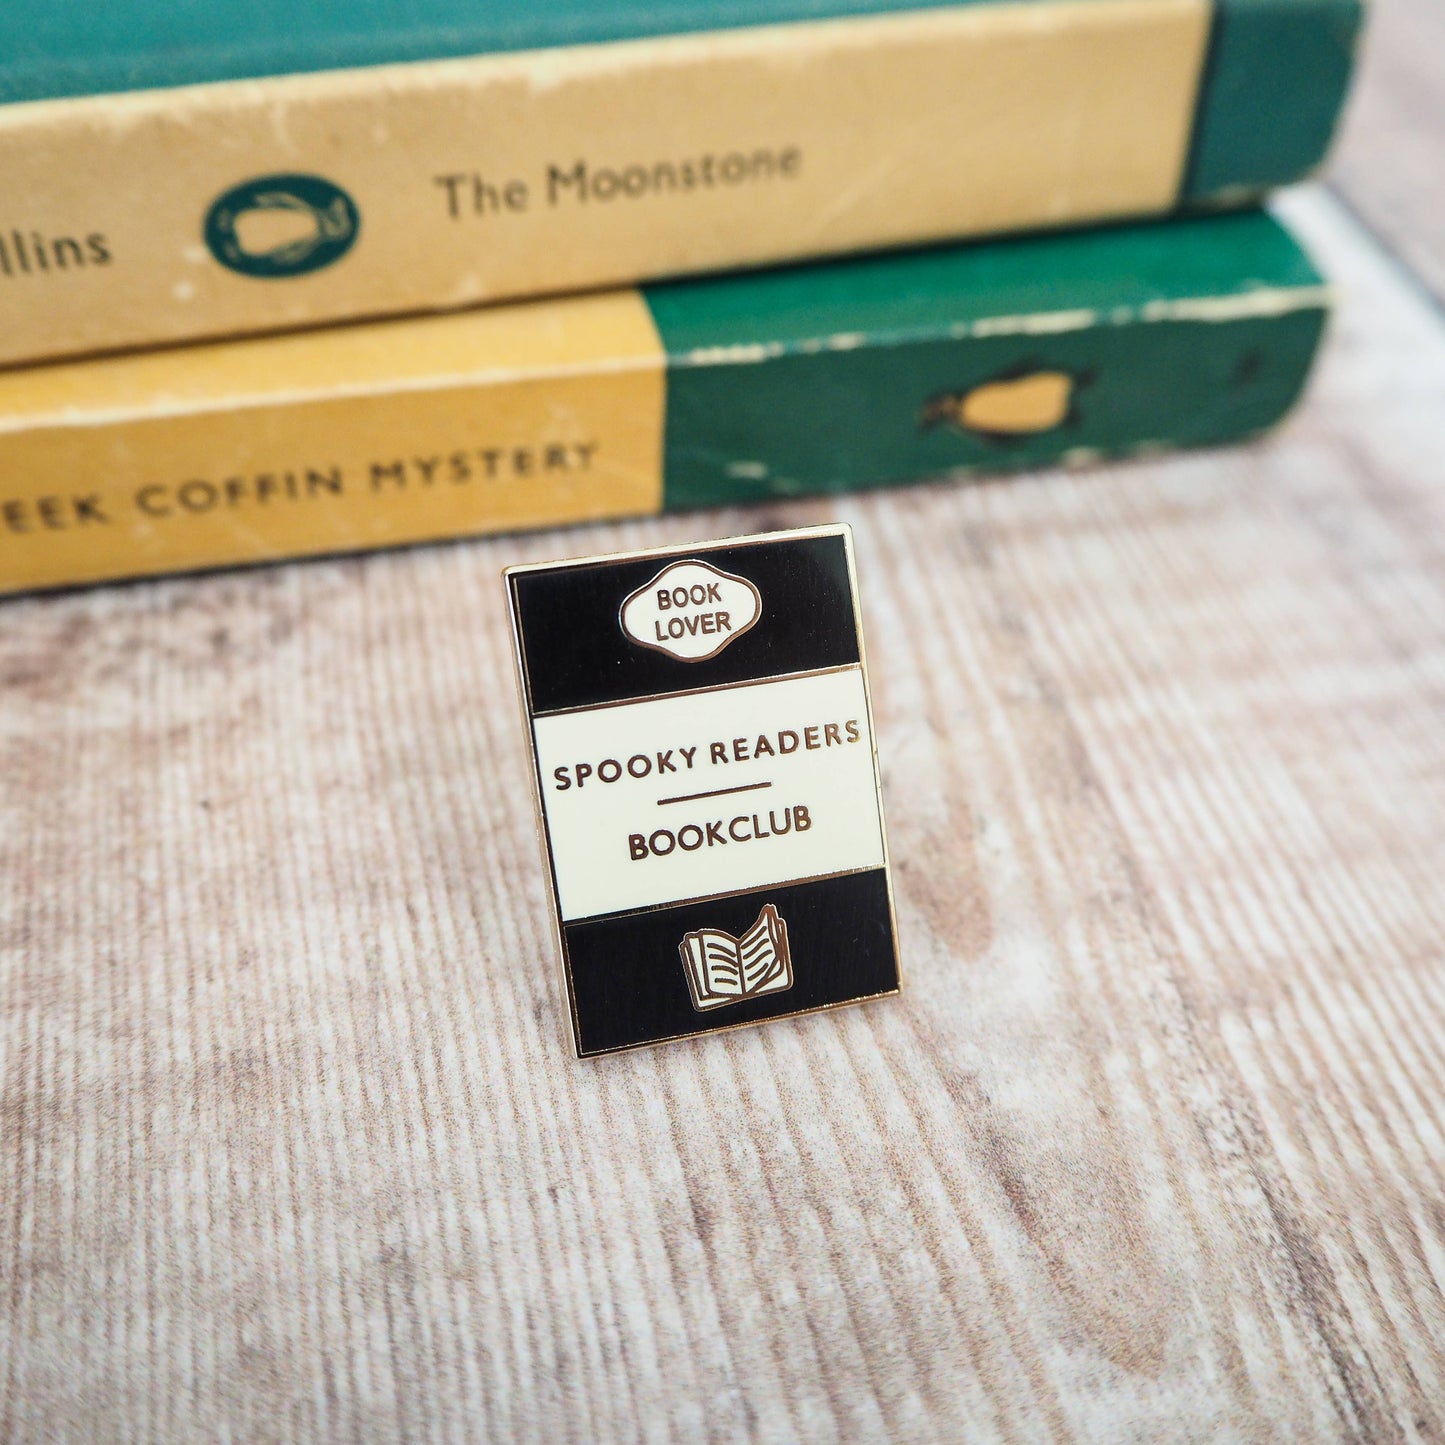 llins The Moonstone
EEK COFFIN MYSTERY
BOOK
LOVER
SPOOKY READERS
BOOKCLUB